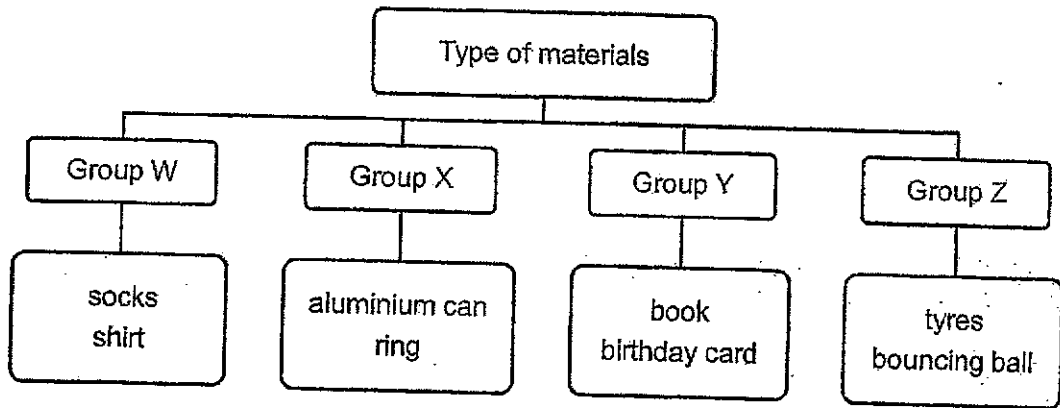 Type of materials
Group W
Group X
Group Y
Group Z
socks
shirt
aluminium can
ring
book
birthday card
tyres
bouncing ball